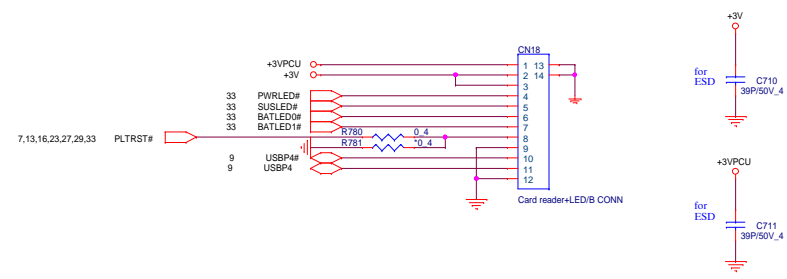 CN18
+3VPCU 1 13
+3V 2 14
3
33 PWRLED# 4
33 SUSLED# 5
33 BATLED0# 6
33 BATLED1# 7
7,13,16,23,27,29,33 PLTRST# R780 0_4 8
R781 *0_4 9
9 USBP4# 10
9 USBP4 11
12
Card reader+LED/B CONN
+3V
for
ESD
C710
39P/50V_4
+3VPCU
for
ESD
C711
39P/50V_4